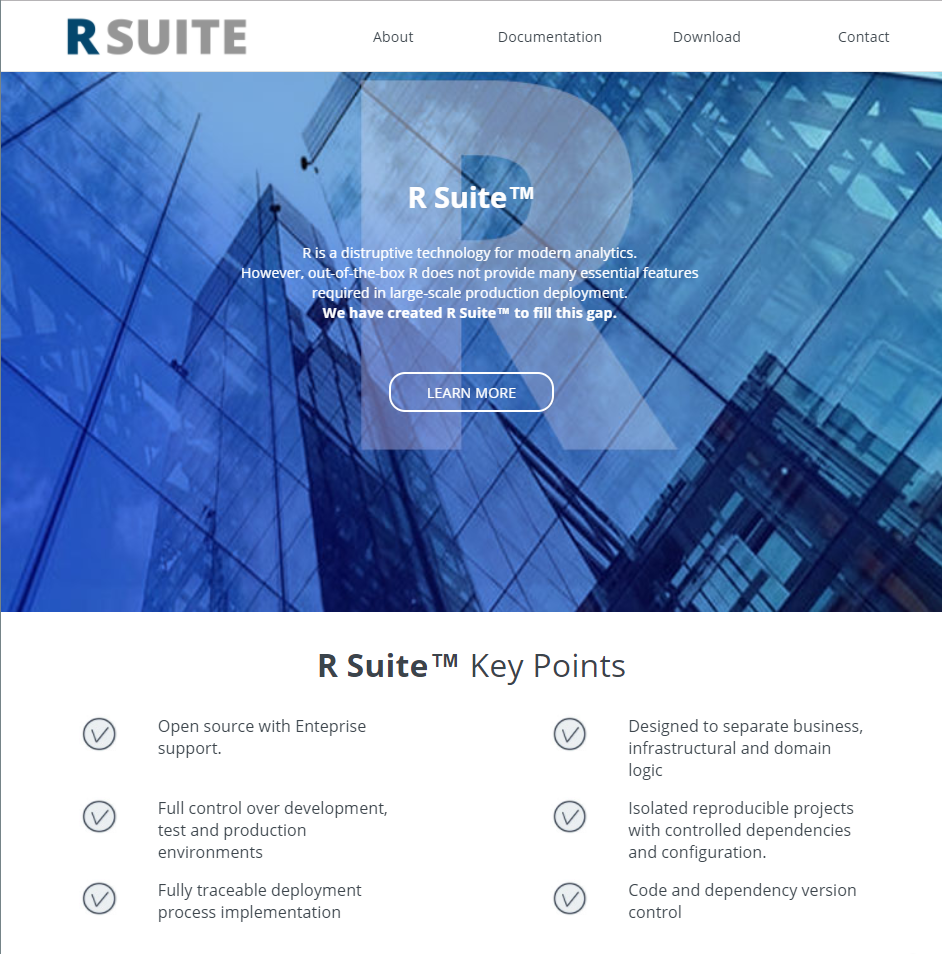 R SUITE
About Documentation Download Contact
R
R Suite™
R is a distruptive technology for modern analytics.
However, out-of-the-box R does not provide many essential features
required in large-scale production deployment.
We have created R Suite™ to fill this gap.
LEARN MORE
R Suite™ Key Points
Open source with Enteprise
support.
Designed to separate business,
infrastructural and domain
logic
Full control over development,
test and production
environments
Isolated reproducible projects
with controlled dependencies
and configuration.
Fully traceable deployment
process implementation
Code and dependency version
control